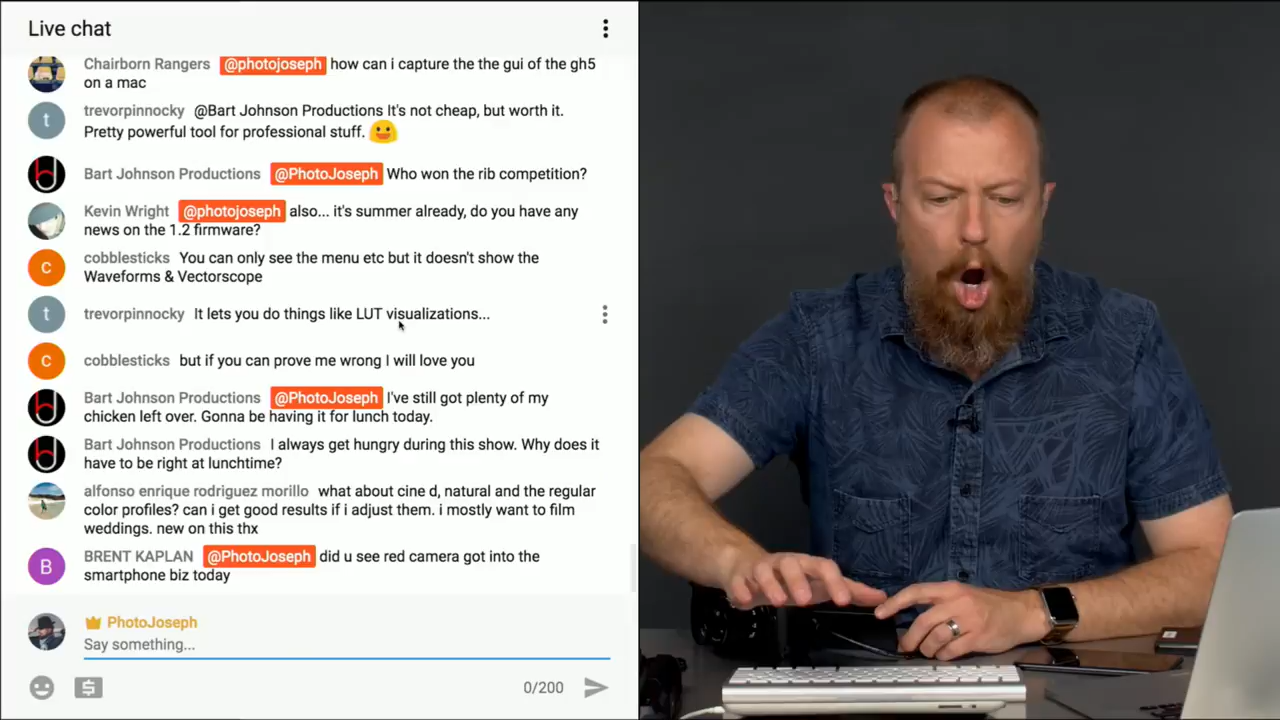 Live chat
Chairborn Rangers @photojoseph how can i capture the the gui of the gh5
on a mac
t trevorpinnocky @Bart Johnson Productions It's not cheap, but worth it.
Pretty powerful tool for professional stuff.
Bart Johnson Productions @PhotoJoseph Who won the rib competition?
Kevin Wright @photojoseph also... it's summer already, do you have any
news on the 1.2 firmware?
c cobblesticks You can only see the menu etc but it doesn't show the
Waveforms & Vectorscope
t trevorpinnocky It lets you do things like LUT visualizations...
c cobblesticks but if you can prove me wrong I will love you
Bart Johnson Productions @PhotoJoseph I've still got plenty of my
chicken left over. Gonna be having it for lunch today.
Bart Johnson Productions I always get hungry during this show. Why does it
have to be right at lunchtime?
alfonso enrique rodriguez morillo what about cine d, natural and the regular
color profiles? can i get good results if i adjust them. i mostly want to film
weddings. new on this thx
B BRENT KAPLAN @PhotoJoseph did u see red camera got into the
smartphone biz today
PhotoJoseph
Say something...
$ 0/200